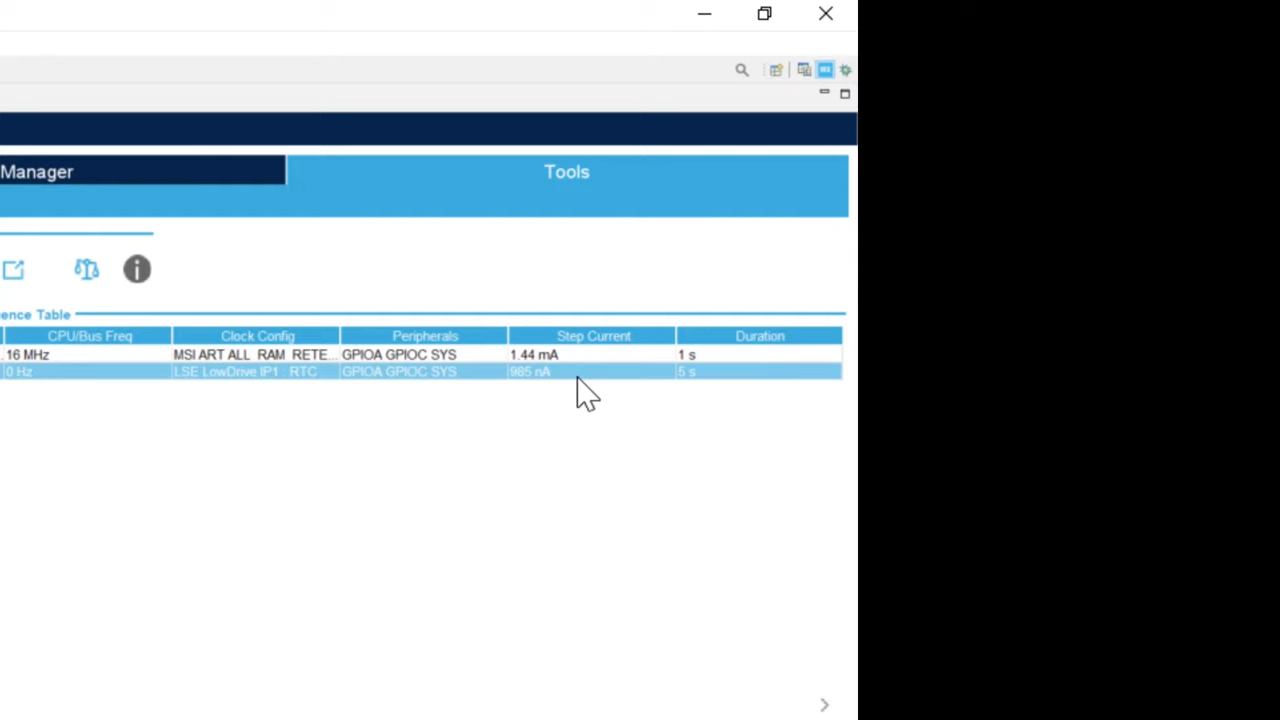 Manager Tools
ence Table
CPU/Bus Freq Clock Config Peripherals Step Current Duration
16 MHz MSI ART ALL RAM RETE... GPIOA GPIOC SYS 1.44 mA 1 s
0 Hz LSE LowDrive IP1 : RTC GPIOA GPIOC SYS 985 nA 5 s